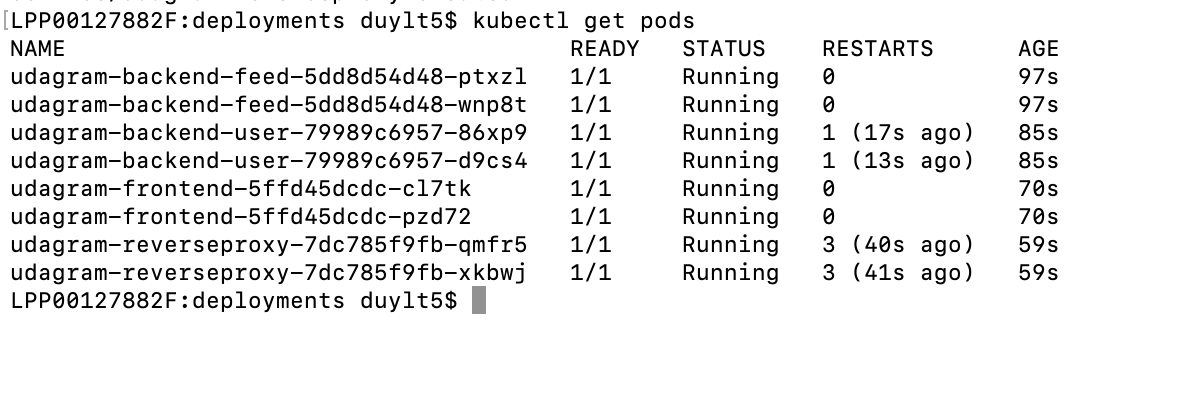 [LPP00127882F:deployments duylt5$ kubectl get pods
NAME READY STATUS RESTARTS AGE
udagram-backend-feed-5dd8d54d48-ptxzl 1/1 Running 0 97s
udagram-backend-feed-5dd8d54d48-wnp8t 1/1 Running 0 97s
udagram-backend-user-79989c6957-86xp9 1/1 Running 1 (17s ago) 85s
udagram-backend-user-79989c6957-d9cs4 1/1 Running 1 (13s ago) 85s
udagram-frontend-5ffd45dcdc-cl7tk 1/1 Running 0 70s
udagram-frontend-5ffd45dcdc-pzd72 1/1 Running 0 70s
udagram-reverseproxy-7dc785f9fb-qmfr5 1/1 Running 3 (40s ago) 59s
udagram-reverseproxy-7dc785f9fb-xkbwj 1/1 Running 3 (41s ago) 59s
LPP00127882F:deployments duylt5$